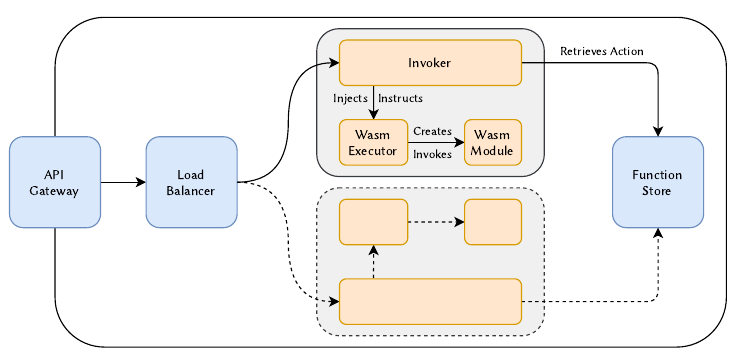 Retrieves Action
Invoker
Injects Instructs
Wasm
Executor
Creates
Invokes
Wasm
Module
API
Gateway
Load
Balancer
Function
Store